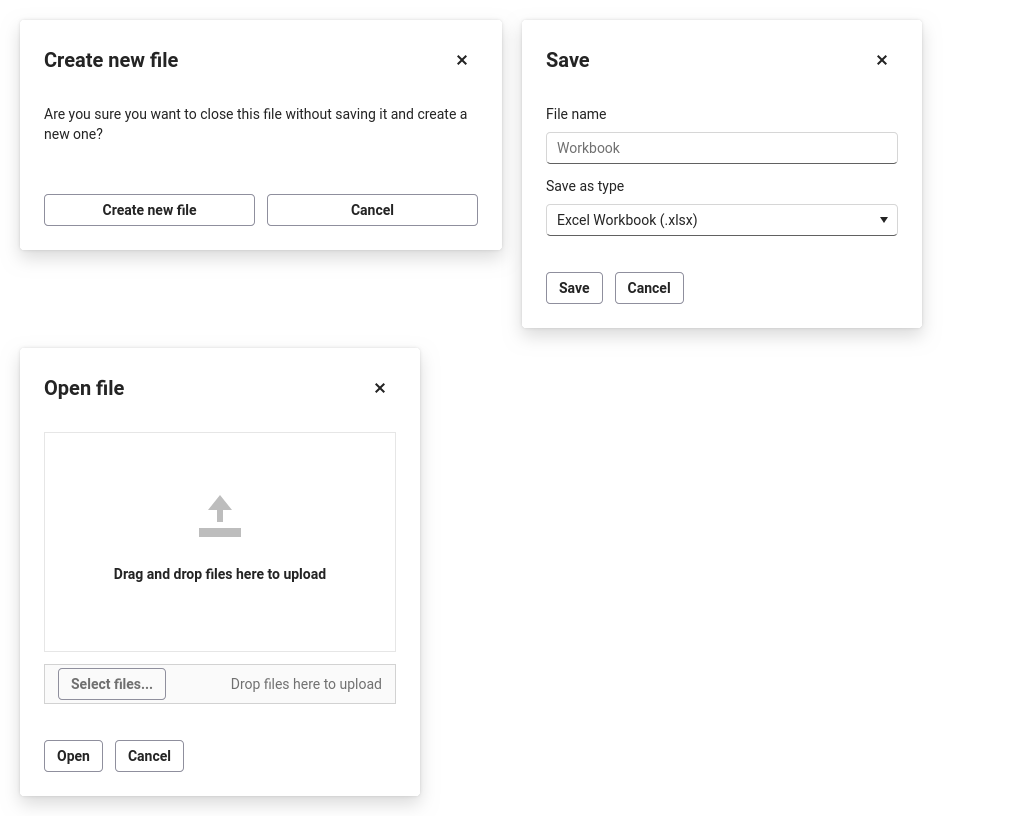 Create new file
Are you sure you want to close this file without saving it and create a
new one?
Create new file
Cancel
Save
File name
Workbook
Save as type
Excel Workbook (.xlsx)
Save
Cancel
Open file
Drag and drop files here to upload
Select files...
Drop files here to upload
Open
Cancel